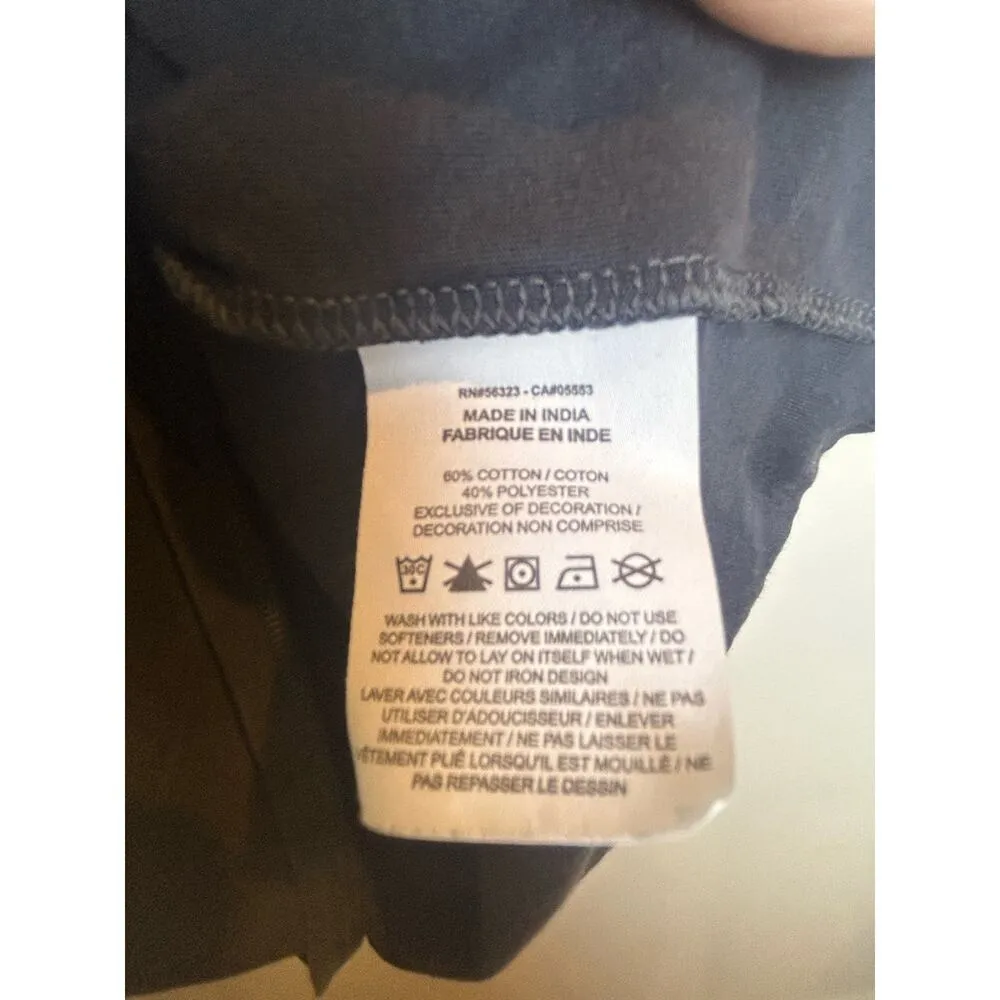 RN#56323 - CA#05553
MADE IN INDIA
FABRIQUE EN INDE
60% COTTON / COTON
40% POLYESTER
EXCLUSIVE OF DECORATION /
DECORATION NON COMPRISE
30C
WASH WITH LIKE COLORS / DO NOT USE
SOFTENERS / REMOVE IMMEDIATELY / DO
NOT ALLOW TO LAY ON ITSELF WHEN WET /
DO NOT IRON DESIGN
LAVER AVEC COULEURS SIMILAIRES / NE PAS
UTILISER D'ADOUCISSEUR / ENLEVER
IMMEDIATEMENT / NE PAS LAISSER LE
VÊTEMENT PLIÉ LORSQU'IL EST MOUILLÉ / NE
PAS REPASSER LE DESSIN